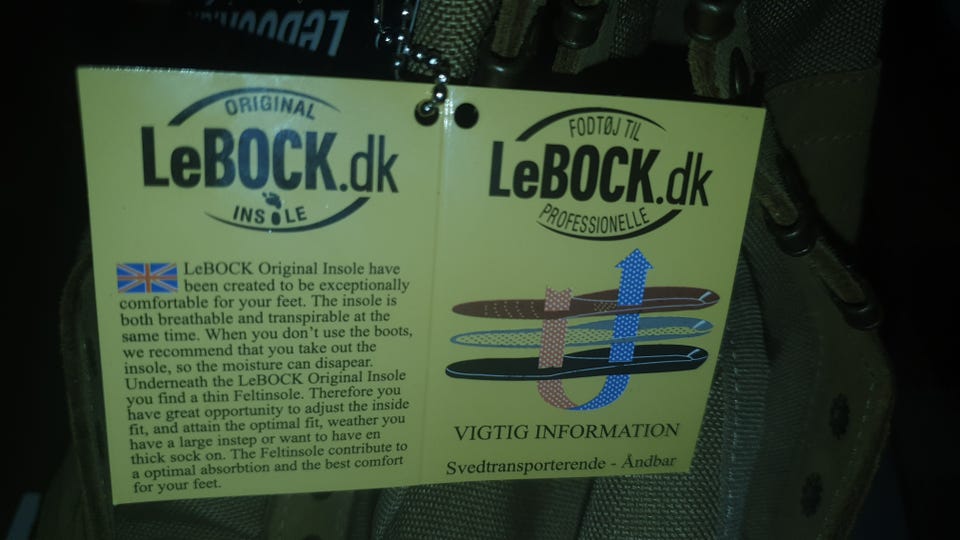 ORIGINAL
LeBOCK.dk
INSOLE
LeBOCK Original Insole have
been created to be exceptionally
comfortable for your feet. The insole is
both breathable and transpirable at the
same time. When you don't use the boots,
we recommend that you take out the
insole, so the moisture can disapear.
Underneath the LeBOCK Original Insole
you find a thin Feltinsole. Therefore you
have great opportunity to adjust the inside
fit, and attain the optimal fit, weather you
have a large instep or want to have en
thick sock on. The Feltinsole contribute to
a optimal absorbtion and the best comfort
for your feet.
FODTØJ TIL
LeBOCK.dk
PROFESSIONELLE
VIGTIG INFORMATION
Svedtransporterende - Åndbar